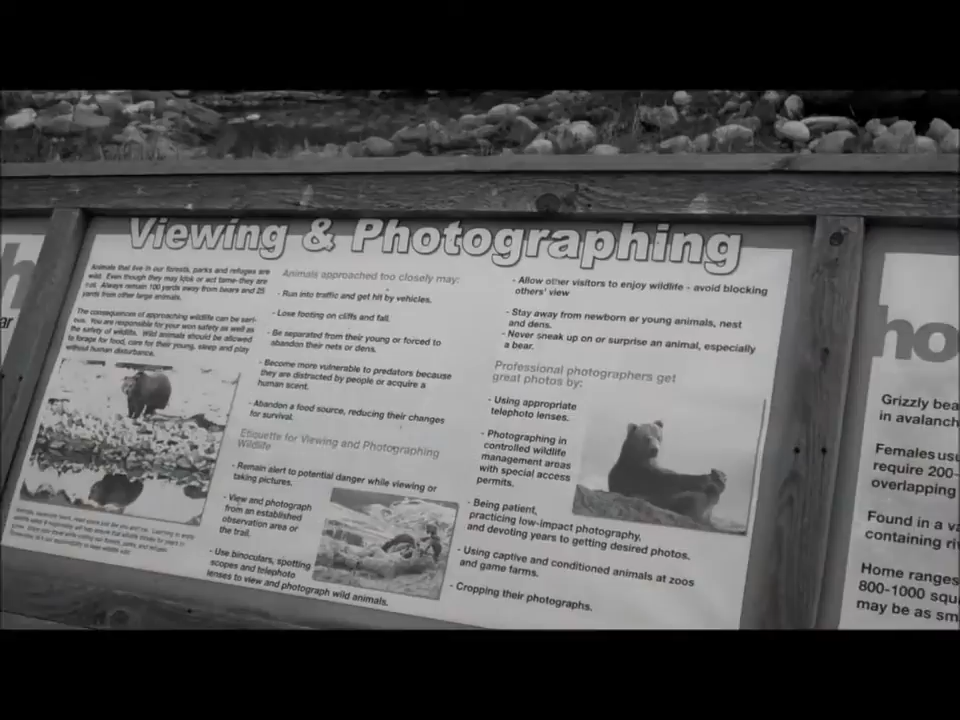 Viewing & Photographing
Animals that live in our forests, parks and refuges are
wild. Even though they may look or act tame-they are
not. Always remain 100 yards away from bears and 25
yards from other large animals.
The consequences of approaching wildlife can be seri-
ous. You are responsible for your won safety as well as
the safety of wildlife. Wild animals should be allowed
to forage for food, care for their young, sleep and play
without human disturbance.
Animals approached too closely may:
- Run into traffic and get hit by vehicles.
- Lose footing on cliffs and fall.
- Be separated from their young or forced to
abandon their nets or dens.
- Become more vulnerable to predators because
they are distracted by people or acquire a
human scent.
- Abandon a food source, reducing their changes
for survival.
Etiquette for Viewing and Photographing
Wildlife
- Remain alert to potential danger while viewing or
taking pictures.
- View and photograph
from an established
observation area or
the trail.
- Use binoculars, spotting
scopes and telephoto
lenses to view and photograph wild animals.
- Allow other visitors to enjoy wildlife - avoid blocking
others' view
- Stay away from newborn or young animals, nest
and dens.
- Never sneak up on or surprise an animal, especially
a bear.
Professional photographers get
great photos by:
- Using appropriate
telephoto lenses.
- Photographing in
controlled wildlife
management areas
with special access
permits.
- Being patient,
practicing low-impact photography,
and devoting years to getting desired photos.
- Using captive and conditioned animals at zoos
and game farms.
- Cropping their photographs.
h
ar
ho
Grizzly bea
in avalanch
Females us
require 200-
overlapping
Found in a va
containing riv
Home ranges
800-1000 squ
may be as sm